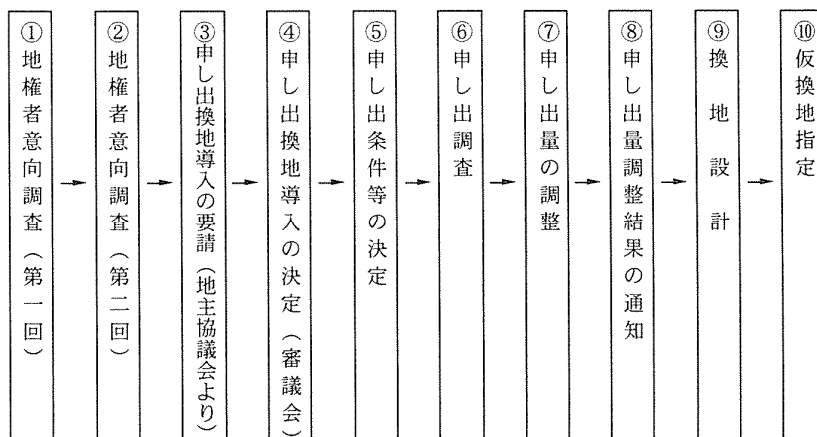 ①地権者意向調査（第一回）
→
②地権者意向調査（第二回）
→
③申し出換地導入の要請（地主協議会より）
→
④申し出換地導入の決定（審議会）
→
⑤申し出条件等の決定
→
⑥申し出調査
→
⑦申し出量の調整
→
⑧申し出量調整結果の通知
→
⑨換地設計
→
⑩仮換地指定